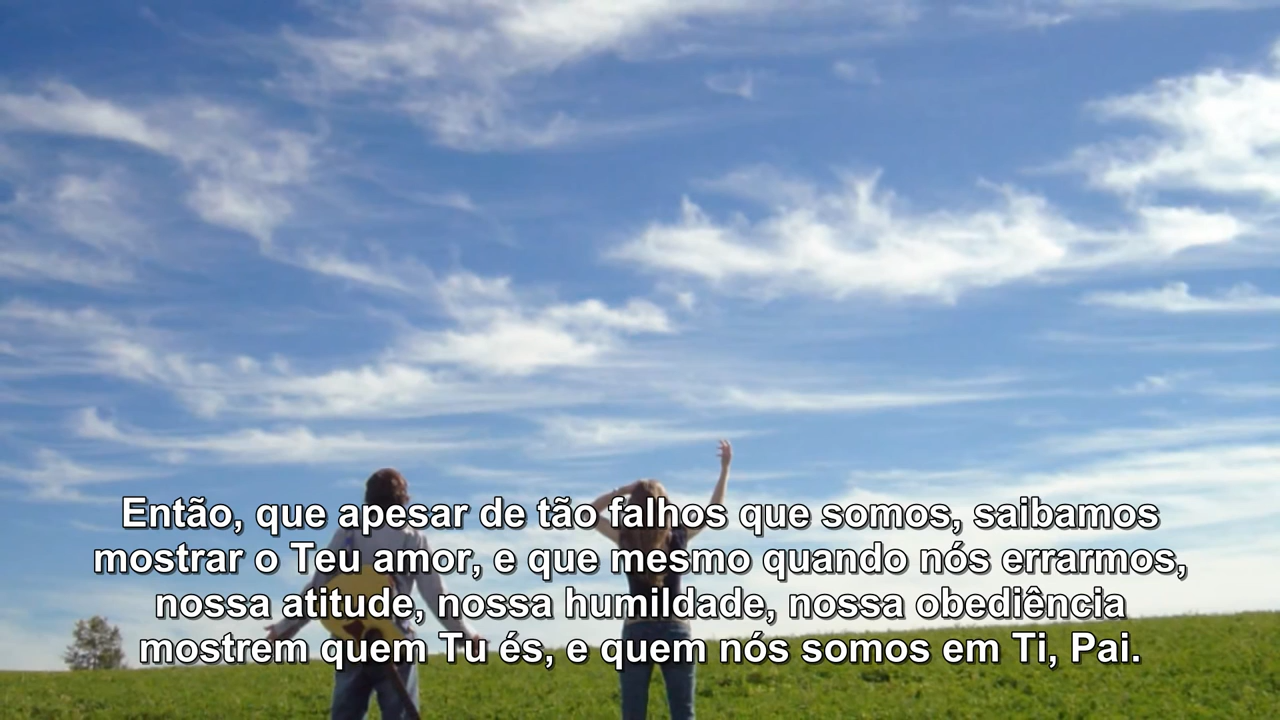 Então, que apesar de tão falhos que somos, saibamos
mostrar o Teu amor, e que mesmo quando nós errarmos,
nossa atitude, nossa humildade, nossa obediência
mostrem quem Tu és, e quem nós somos em Ti, Pai.